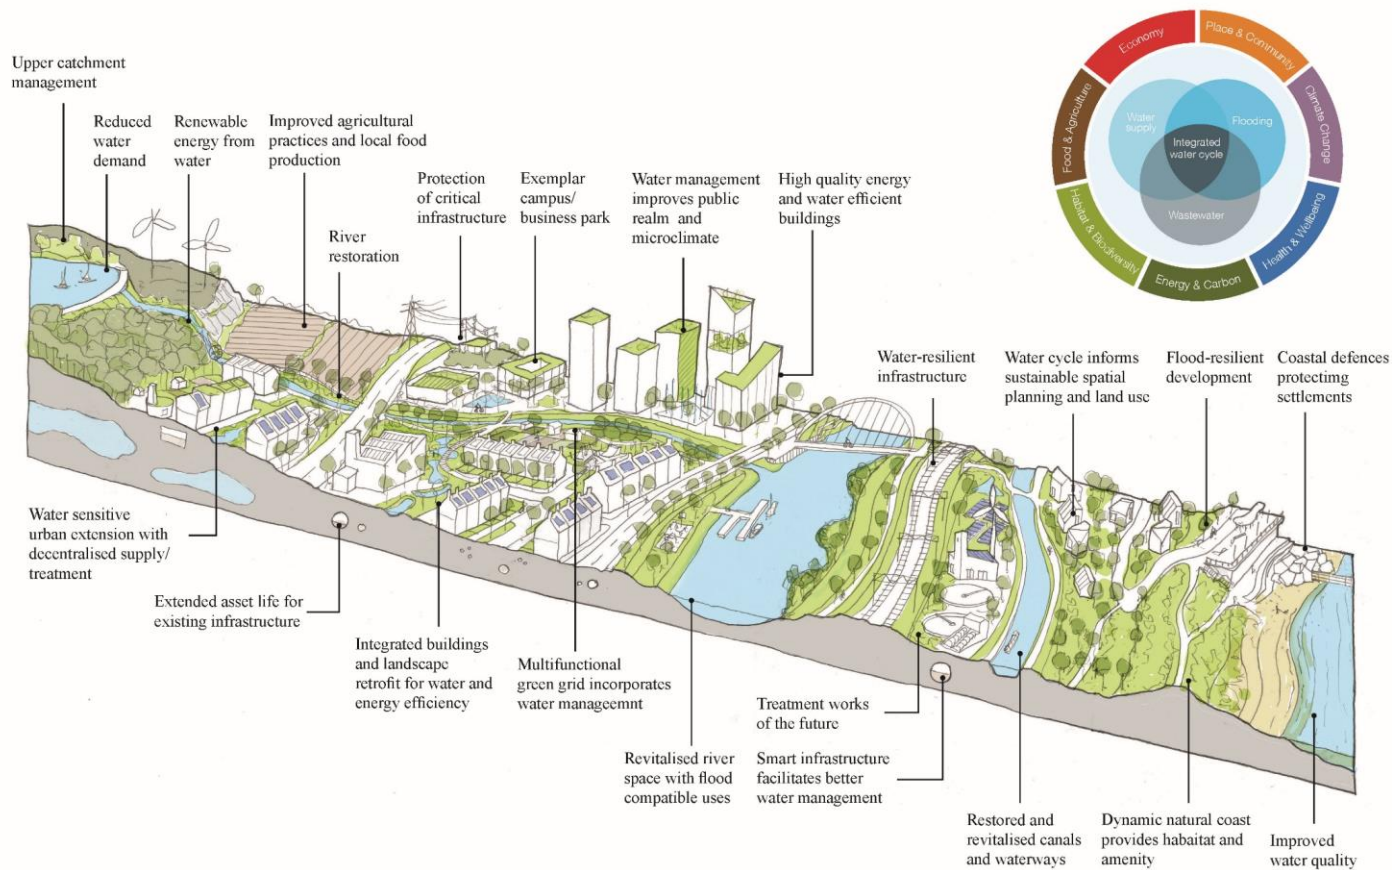 Economy
Place & Community
Climate Change
Health & Wellbeing
Energy & Carbon
Habitat & Biodiversity
Food & Agriculture
Water
supply
Flooding
Integrated
water cycle
Wastewater
Upper catchment
management
Reduced
water
demand
Renewable
energy from
water
Improved agricultural
practices and local food
production
River
restoration
Protection
of critical
infrastructure
Exemplar
campus/
business park
Water management
improves public
realm and
microclimate
High quality energy
and water efficient
buildings
Water-resilient
infrastructure
Water cycle informs
sustainable spatial
planning and land use
Flood-resilient
development
Coastal defences
protectimg
settlements
Water sensitive
urban extension with
decentralised supply/
treatment
Extended asset life for
existing infrastructure
Integrated buildings
and landscape
retrofit for water and
energy efficiency
Multifunctional
green grid incorporates
water manageemnt
Revitalised river
space with flood
compatible uses
Treatment works
of the future
Smart infrastructure
facilitates better
water management
Restored and
revitalised canals
and waterways
Dynamic natural coast
provides habaitat and
amenity
Improved
water quality